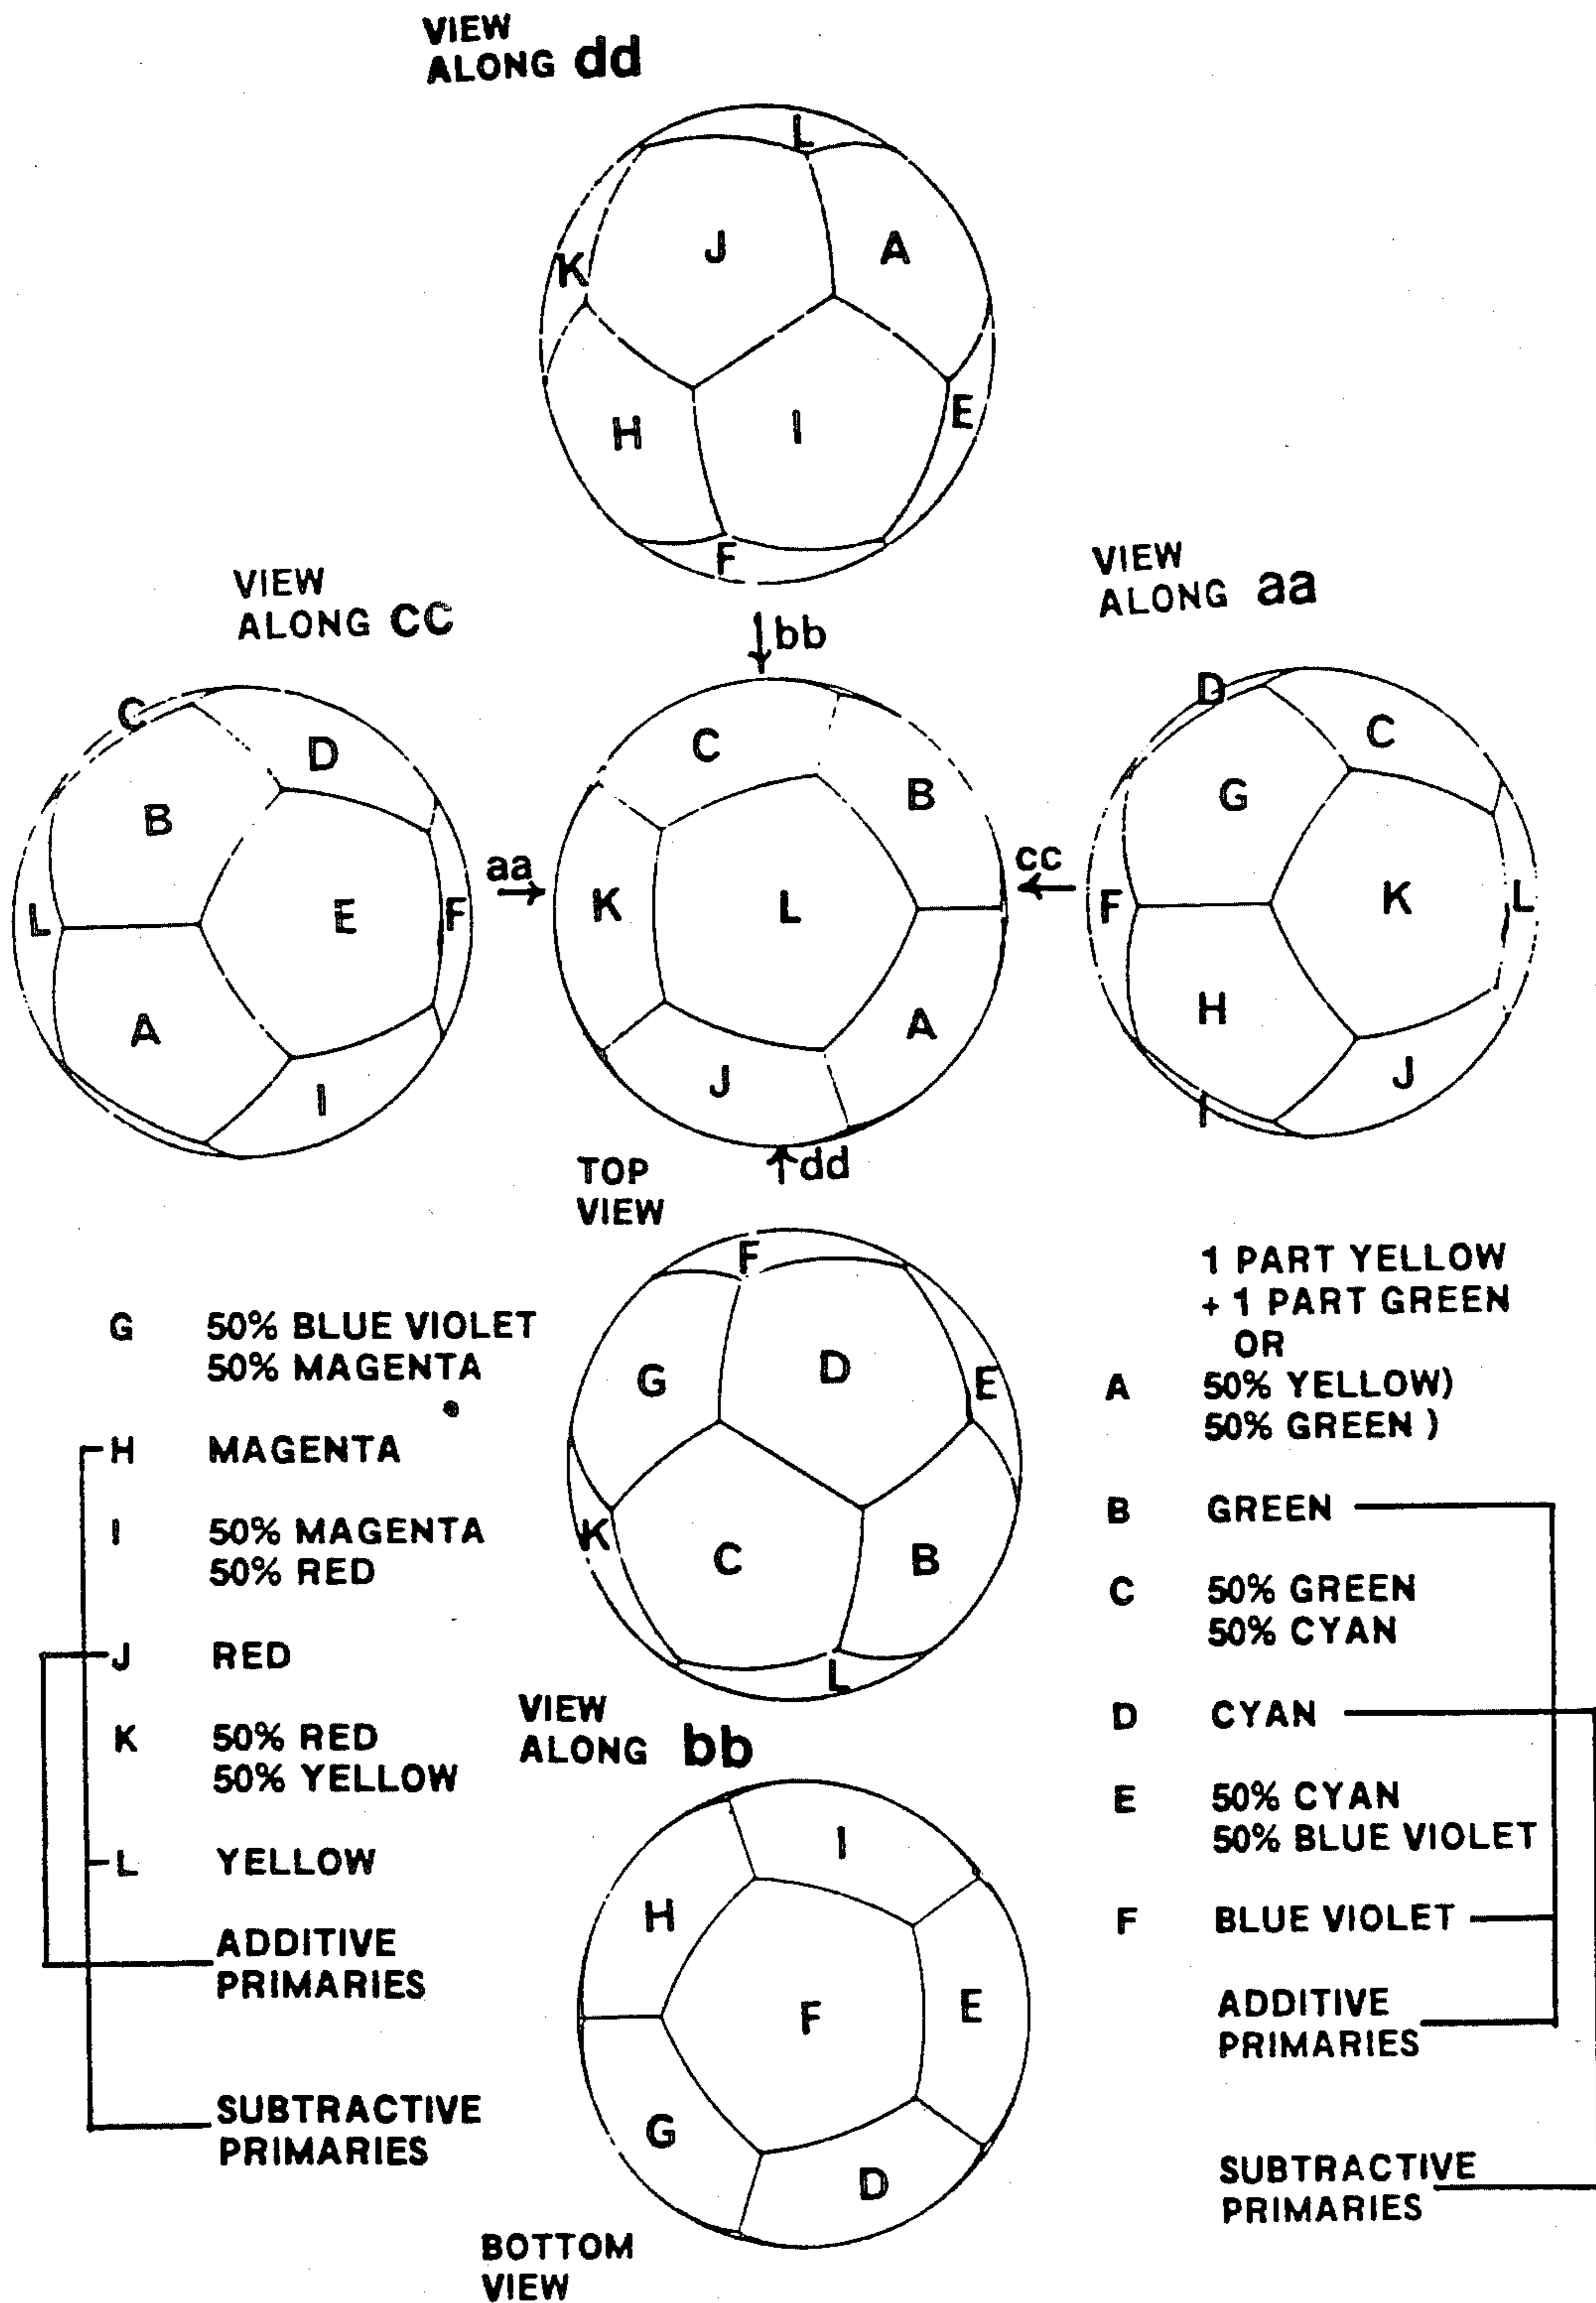 VIEW
ALONG dd
L
J
A
K
E
H
I
F
VIEW
ALONG CC
VIEW
ALONG aa
bb
C
D
B
L
E
F
A
I
aa
C
B
K
L
J
A
cc
D
C
G
F
K
L
H
J
I
dd
TOP
VIEW
F
G
D
E
K
C
B
L
VIEW
ALONG bb
G 50% BLUE VIOLET
50% MAGENTA
H MAGENTA
I 50% MAGENTA
50% RED
J RED
K 50% RED
50% YELLOW
L YELLOW
ADDITIVE
PRIMARIES
SUBTRACTIVE
PRIMARIES
1 PART YELLOW
+ 1 PART GREEN
OR
A 50% YELLOW)
50% GREEN )
B GREEN
C 50% GREEN
50% CYAN
D CYAN
E 50% CYAN
50% BLUE VIOLET
F BLUE VIOLET
ADDITIVE
PRIMARIES
SUBTRACTIVE
PRIMARIES
I
H
F
E
G
D
BOTTOM
VIEW